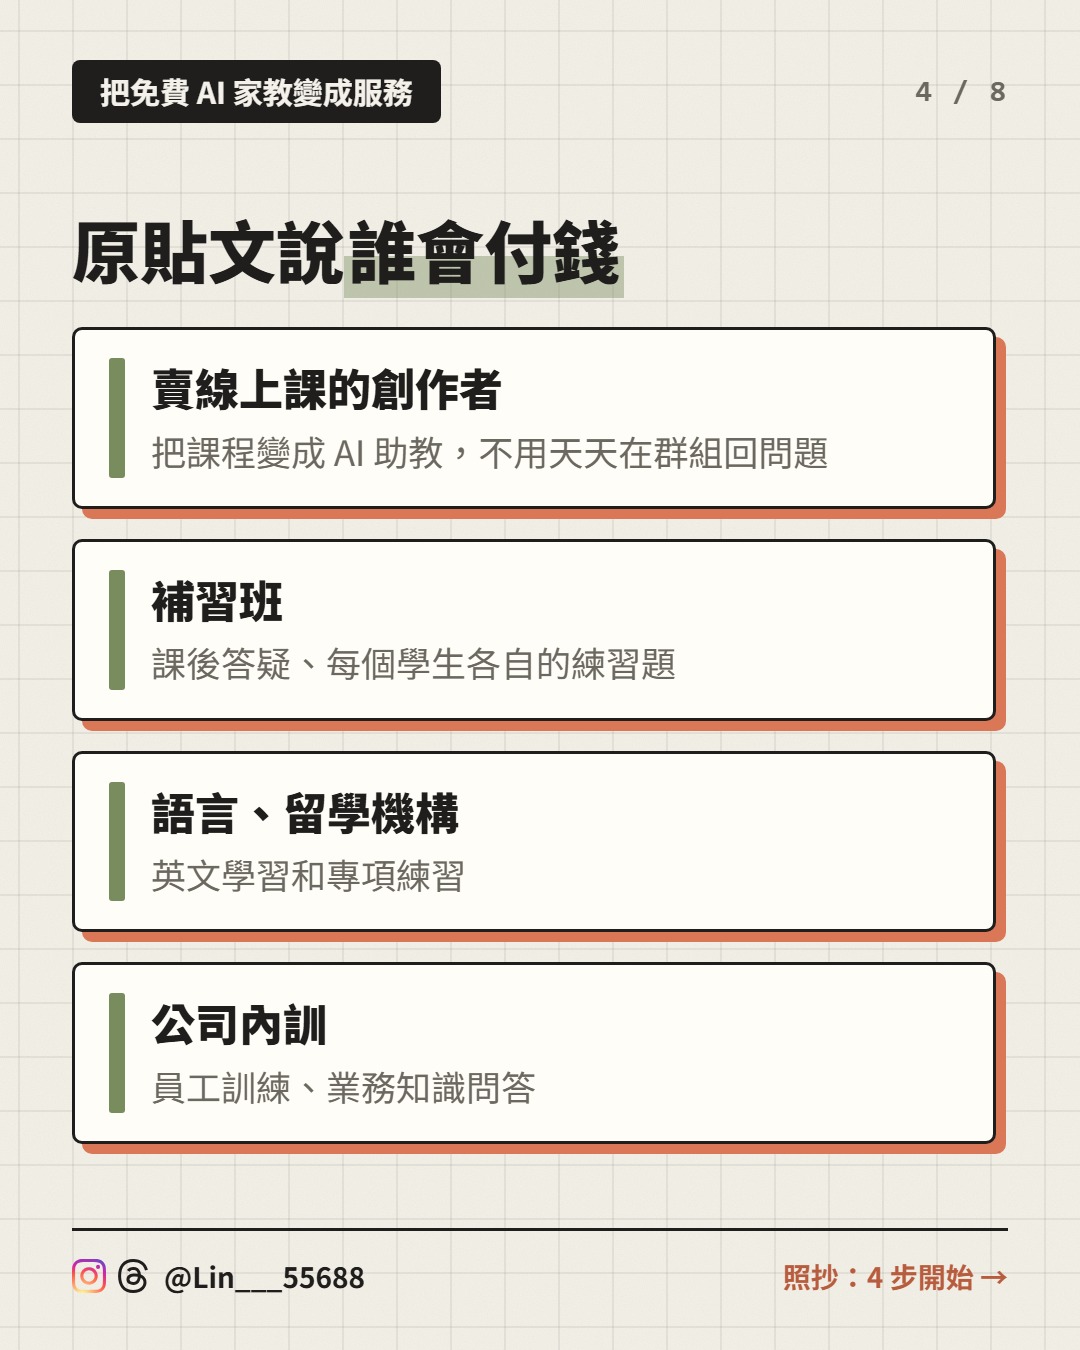 把免費 AI 家教變成服務
4 / 8
原貼文說誰會付錢
賣線上課的創作者
把課程變成 AI 助教，不用天天在群組回問題
補習班
課後答疑、每個學生各自的練習題
語言、留學機構
英文學習和專項練習
公司內訓
員工訓練、業務知識問答
@Lin___55688
照抄：4 步開始 →